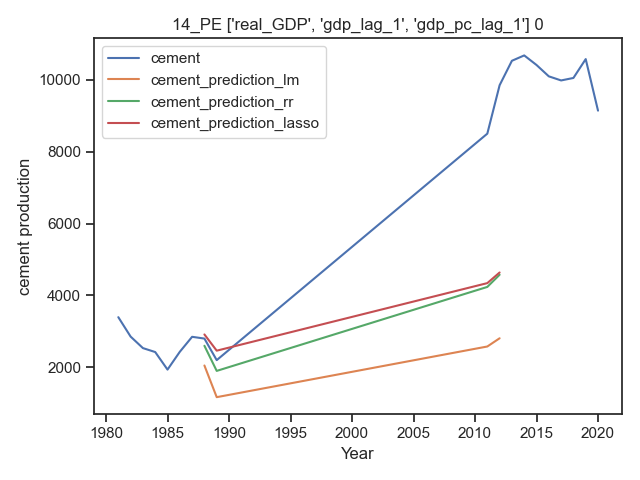 14_PE ['real_GDP', 'gdp_lag_1', 'gdp_pc_lag_1'] 0
cement
cement_prediction_lm
cement_prediction_rr
cement_prediction_lasso
cement production
10000
8000
6000
4000
2000
1980 1985 1990 1995 2000 2005 2010 2015 2020
Year